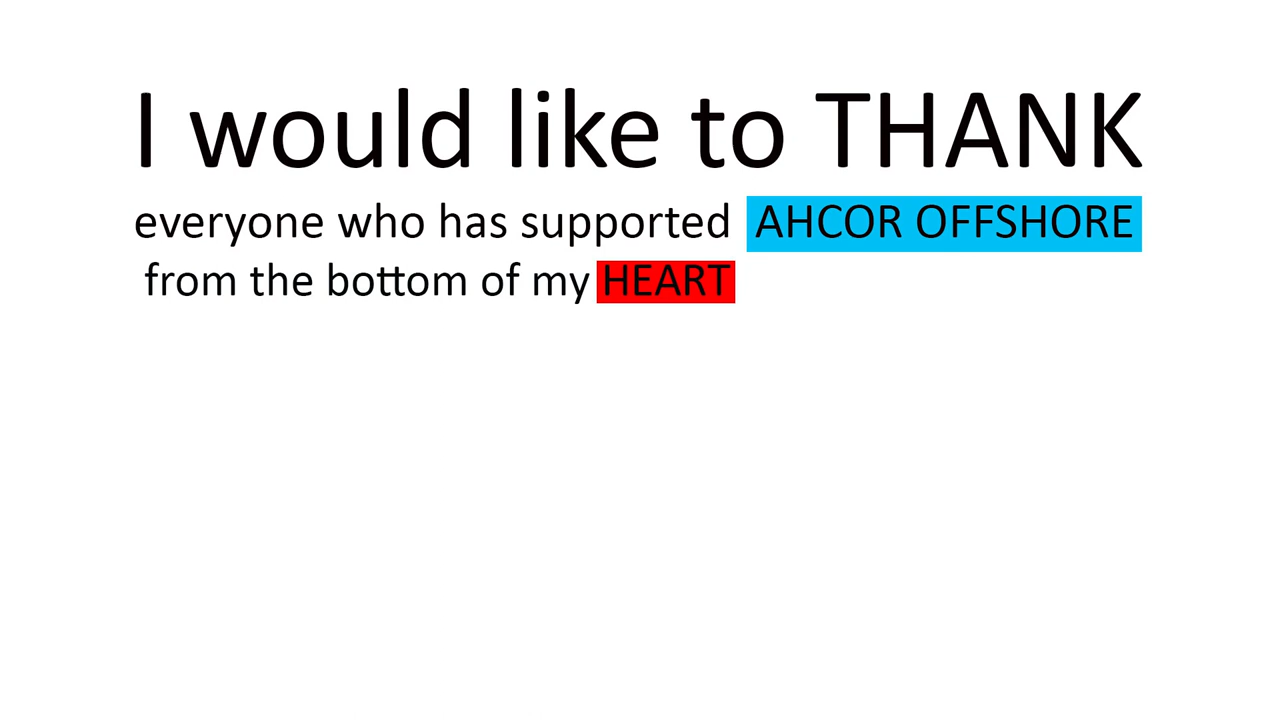 I would like to THANK
everyone who has supported AHCOR OFFSHORE
from the bottom of my HEART